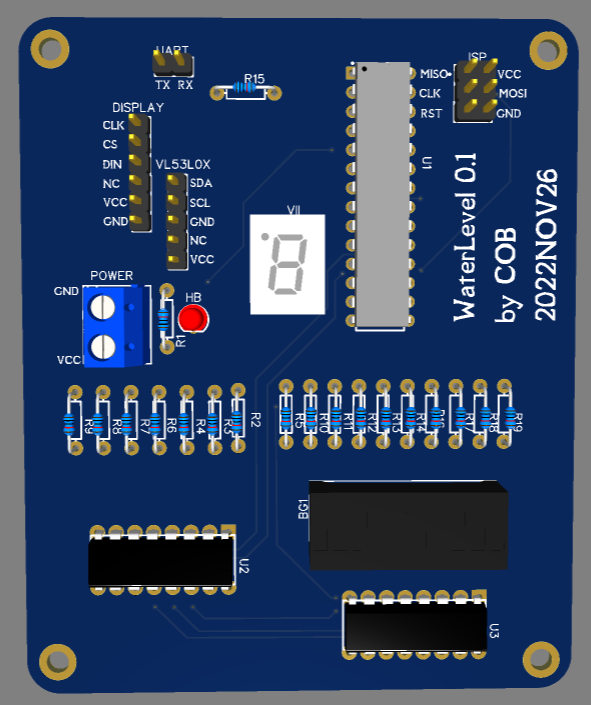 UART
TX RX
R15
ISP
MISO
VCC
CLK
MOSI
RST
GND
DISPLAY
CLK
CS
DIN
NC
VCC
GND
VL53L0X
SDA
SCL
GND
NC
VCC
U1
WaterLevel 0.1
by COB
2022NOV26
POWER
GND
VCC
HB
R1
R9
R8
R7
R6
R4
R3
R2
R5
R10
R11
R12
R13
R14
R16
R17
R18
R19
BG1
U2
U3